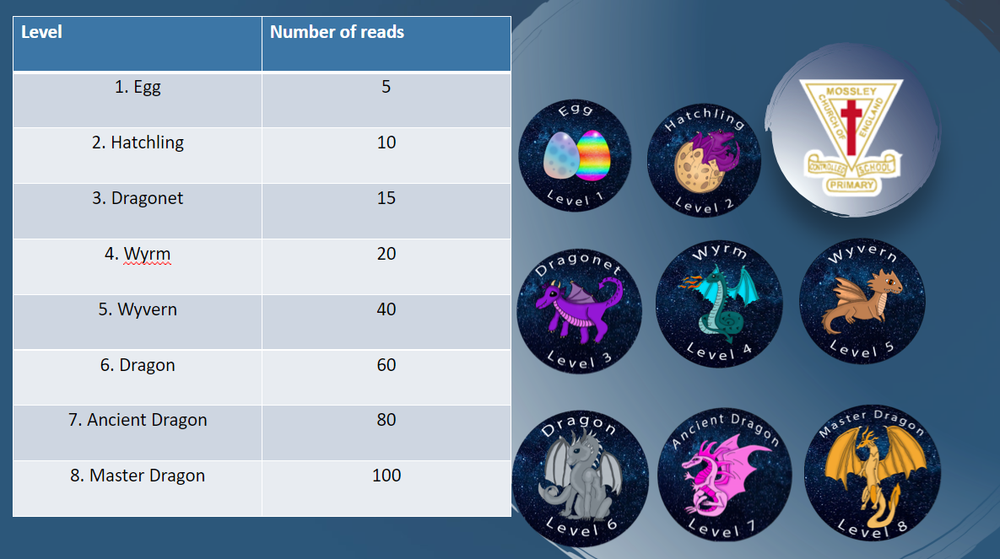 Level Number of reads
1. Egg 5
2. Hatchling 10
3. Dragonet 15
4. Wyrm 20
5. Wyvern 40
6. Dragon 60
7. Ancient Dragon 80
8. Master Dragon 100
Egg
Level 1
Hatchling
Level 2
MOSSLEY
CHURCH OF
ENGLAND
CONTROLLED
SCHOOL
PRIMARY
Dragonet
Level 3
Wyrm
Level 4
Wyvern
Level 5
Dragon
Level 6
Ancient Dragon
Level 7
Master Dragon
Level 8